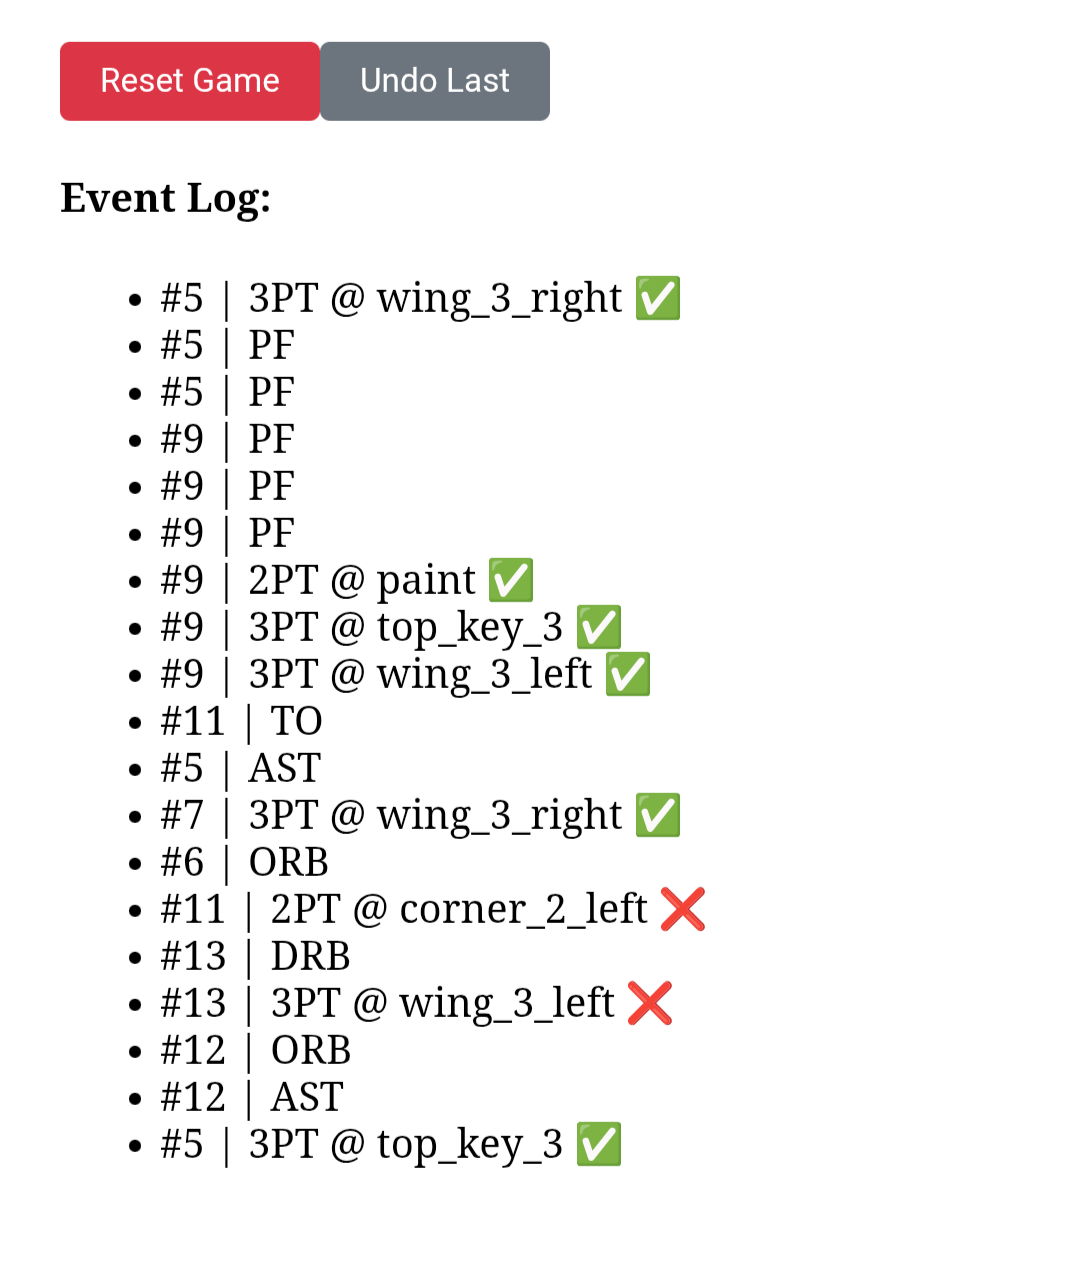 Reset Game Undo Last
Event Log:
#5 | 3PT @ wing_3_right ✅
#5 | PF
#5 | PF
#9 | PF
#9 | PF
#9 | PF
#9 | 2PT @ paint ✅
#9 | 3PT @ top_key_3 ✅
#9 | 3PT @ wing_3_left ✅
#11 | TO
#5 | AST
#7 | 3PT @ wing_3_right ✅
#6 | ORB
#11 | 2PT @ corner_2_left ❌
#13 | DRB
#13 | 3PT @ wing_3_left ❌
#12 | ORB
#12 | AST
#5 | 3PT @ top_key_3 ✅